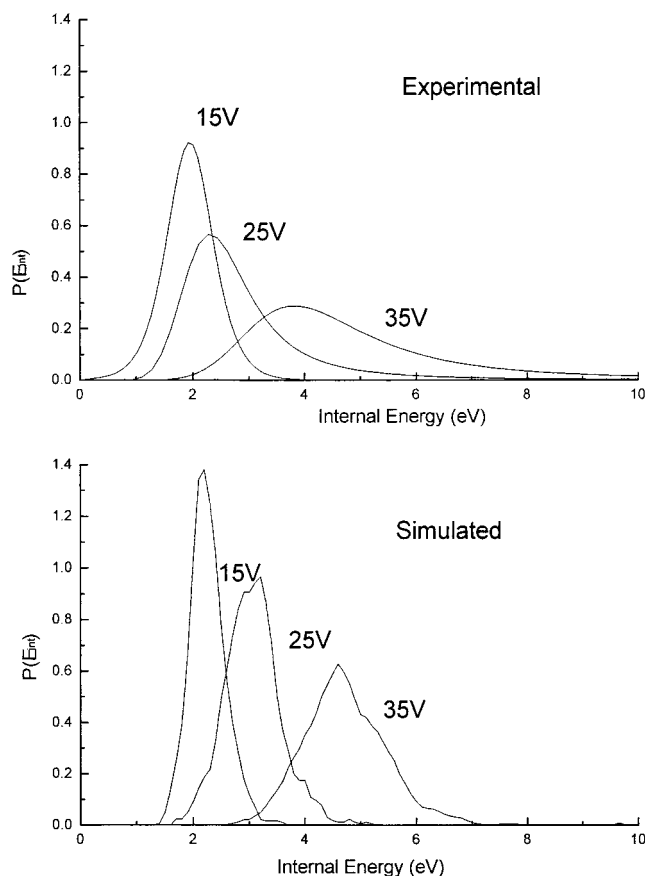 1.4
1.2
1.0
0.8
0.6
0.4
0.2
0.0
P(Eint)
Experimental
15V
25V
35V
0 2 4 6 8 10
Internal Energy (eV)
1.4
1.2
1.0
0.8
0.6
0.4
0.2
0.0
P(Eint)
Simulated
15V
25V
35V
0 2 4 6 8 10
Internal Energy (eV)